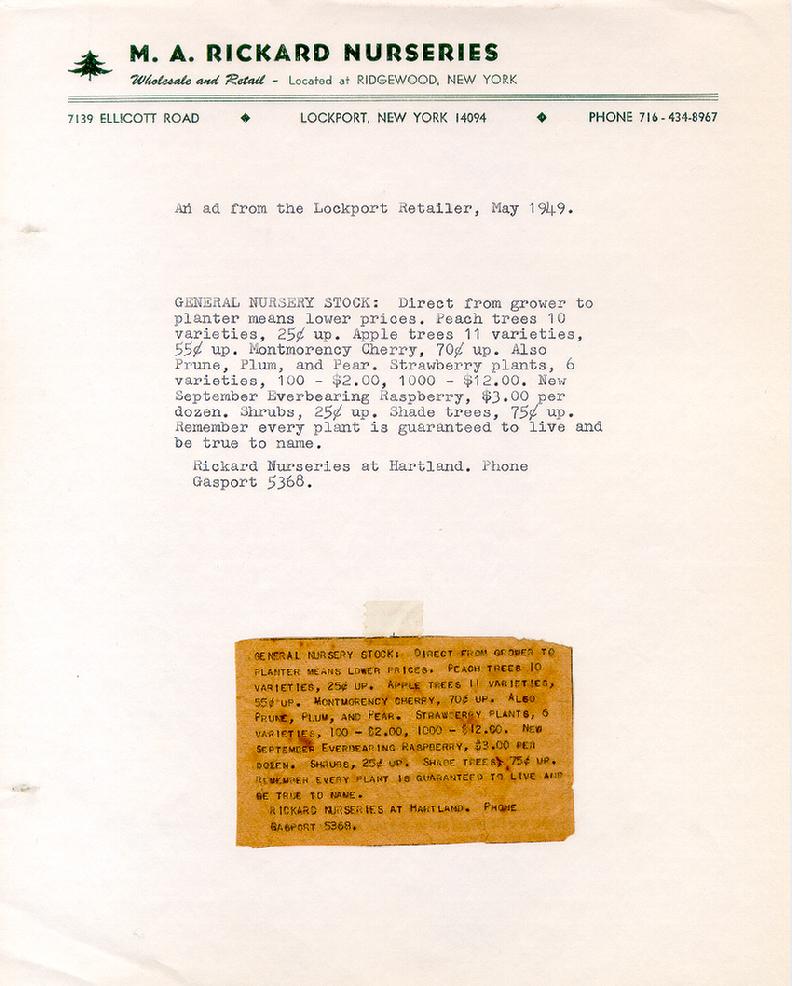 M. A. RICKARD NURSERIES
Wholesale and Retail - Located at RIDGEWOOD, NEW YORK
7139 ELLICOTT ROAD ◆ LOCKPORT, NEW YORK 14094 ◆ PHONE 716-434-8967
An ad from the Lockport Retailer, May 1949.
GENERAL NURSERY STOCK: Direct from grower to
planter means lower prices. Peach trees 10
varieties, 25¢ up. Apple trees 11 varieties,
55¢ up. Montmorency Cherry, 70¢ up. Also
Prune, Plum, and Pear. Strawberry plants, 6
varieties, 100 - $2.00, 1000 - $12.00. New
September Everbearing Raspberry, $3.00 per
dozen. Shrubs, 25¢ up. Shade trees, 75¢ up.
Remember every plant is guaranteed to live and
be true to name.
Rickard Nurseries at Hartland. Phone
Gasport 5368.
GENERAL NURSERY STOCK: DIRECT FROM GROWER TO
PLANTER MEANS LOWER PRICES. PEACH TREES 10
VARIETIES, 25¢ UP. APPLE TREES 11 VARIETIES,
55¢ UP. MONTMORENCY CHERRY, 70¢ UP. ALSO
PRUNE, PLUM, AND PEAR. STRAWBERRY PLANTS, 6
VARIETIES, 100 - $2.00, 1000 - $12.00. NEW
SEPTEMBER EVERBEARING RASPBERRY, $3.00 PER
DOZEN. SHRUBS, 25¢ UP. SHADE TREES, 75¢ UP.
REMEMBER EVERY PLANT IS GUARANTEED TO LIVE AND
BE TRUE TO NAME.
RICKARD NURSERIES AT HARTLAND. PHONE
GASPORT 5368.